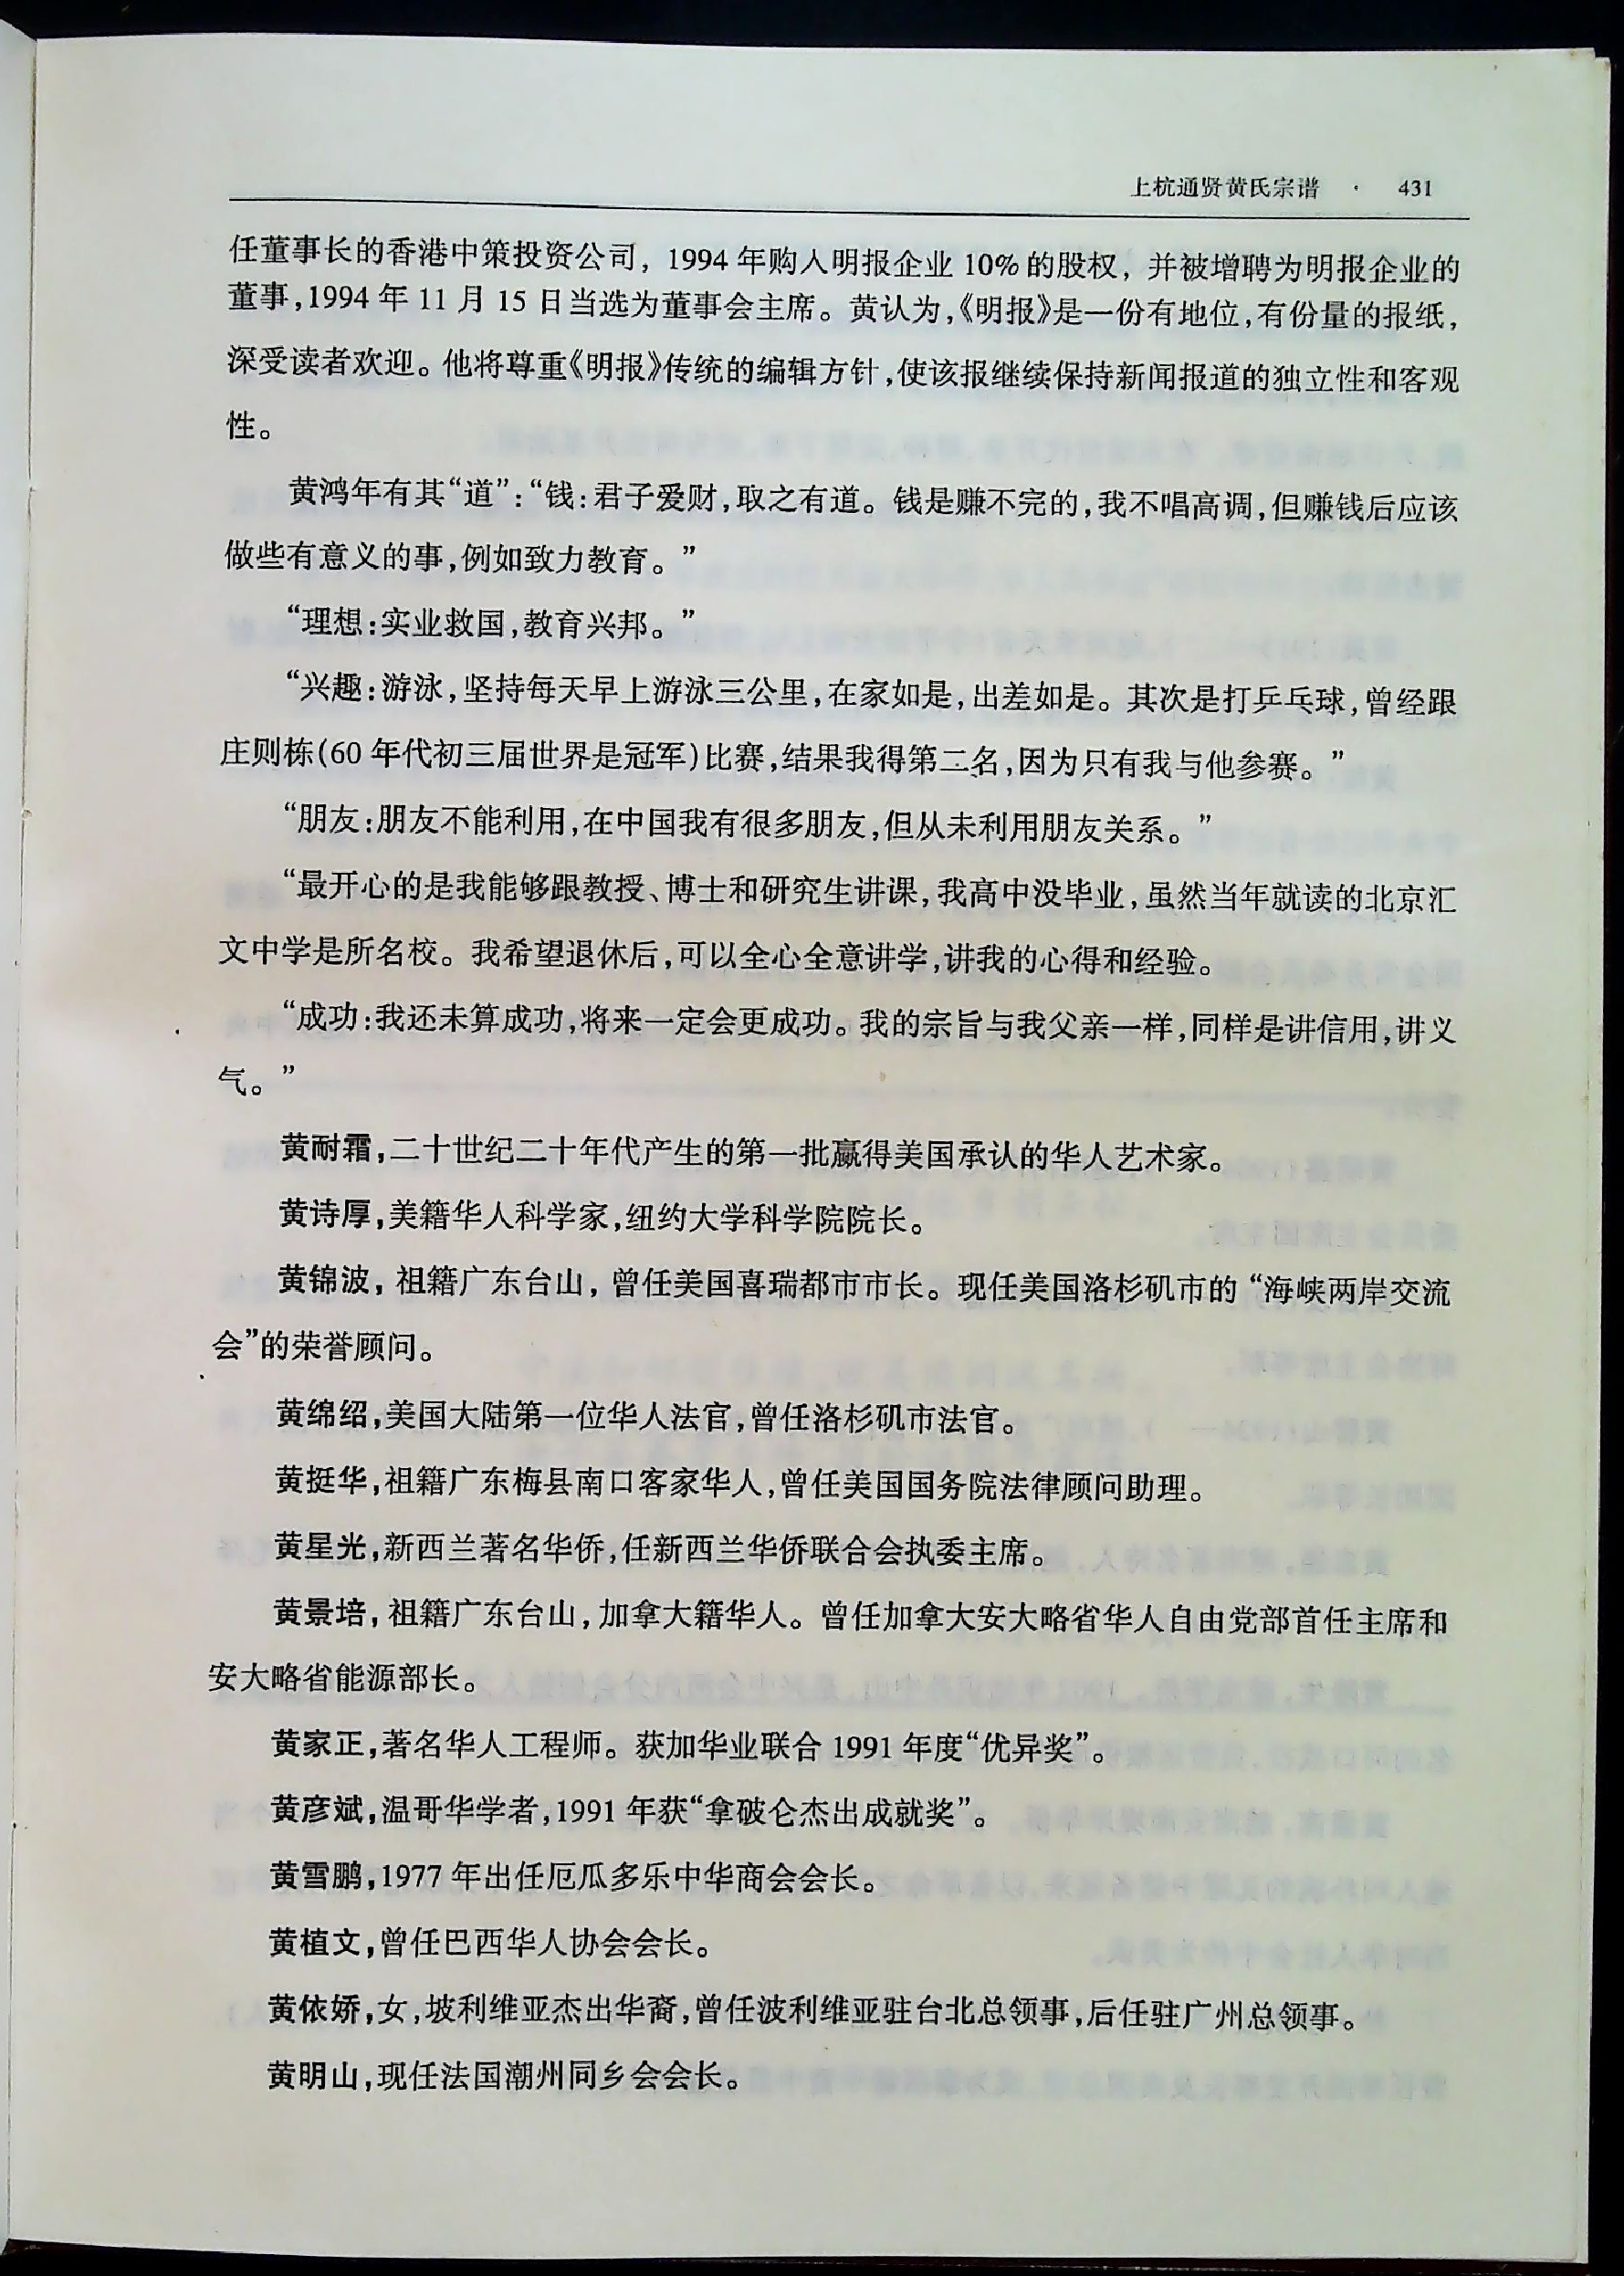 上杭通贤黄氏宗谱 · 431
任董事长的香港中策投资公司，1994年购人明报企业10%的股权，并被增聘为明报企业的
董事，1994年11月15日当选为董事会主席。黄认为，《明报》是一份有地位，有份量的报纸，
深受读者欢迎。他将尊重《明报》传统的编辑方针，使该报继续保持新闻报道的独立性和客观
性。
黄鸿年有其“道”：“钱：君子爱财，取之有道。钱是赚不完的，我不唱高调，但赚钱后应该
做些有意义的事，例如致力教育。”
“理想：实业救国，教育兴邦。”
“兴趣：游泳，坚持每天早上游泳三公里，在家如是，出差如是。其次是打乒乓球，曾经跟
庄则栋(60年代初三届世界是冠军)比赛，结果我得第二名，因为只有我与他参赛。”
“朋友：朋友不能利用，在中国我有很多朋友，但从未利用朋友关系。”
“最开心的是我能够跟教授、博士和研究生讲课，我高中没毕业，虽然当年就读的北京汇
文中学是所名校。我希望退休后，可以全心全意讲学，讲我的心得和经验。
“成功：我还未算成功，将来一定会更成功。我的宗旨与我父亲一样，同样是讲信用，讲义
气。”
黄耐霜，二十世纪二十年代产生的第一批赢得美国承认的华人艺术家。
黄诗厚，美籍华人科学家，纽约大学科学院院长。
黄锦波，祖籍广东台山，曾任美国喜瑞都市市长。现任美国洛杉矶市的“海峡两岸交流
会”的荣誉顾问。
黄绵绍，美国大陆第一位华人法官，曾任洛杉矶市法官。
黄挺华，祖籍广东梅县南口客家华人，曾任美国国务院法律顾问助理。
黄星光，新西兰著名华侨，任新西兰华侨联合会执委主席。
黄景培，祖籍广东台山，加拿大籍华人。曾任加拿大安大略省华人自由党部首任主席和
安大略省能源部长。
黄家正，著名华人工程师。获加华业联合1991年度“优异奖”。
黄彦斌，温哥华学者，1991年获“拿破仑杰出成就奖”。
黄雪鹏，1977年出任厄瓜多乐中华商会会长。
黄植文，曾任巴西华人协会会长。
黄依娇，女，坡利维亚杰出华裔，曾任波利维亚驻台北总领事，后任驻广州总领事。
黄明山，现任法国潮州同乡会会长。